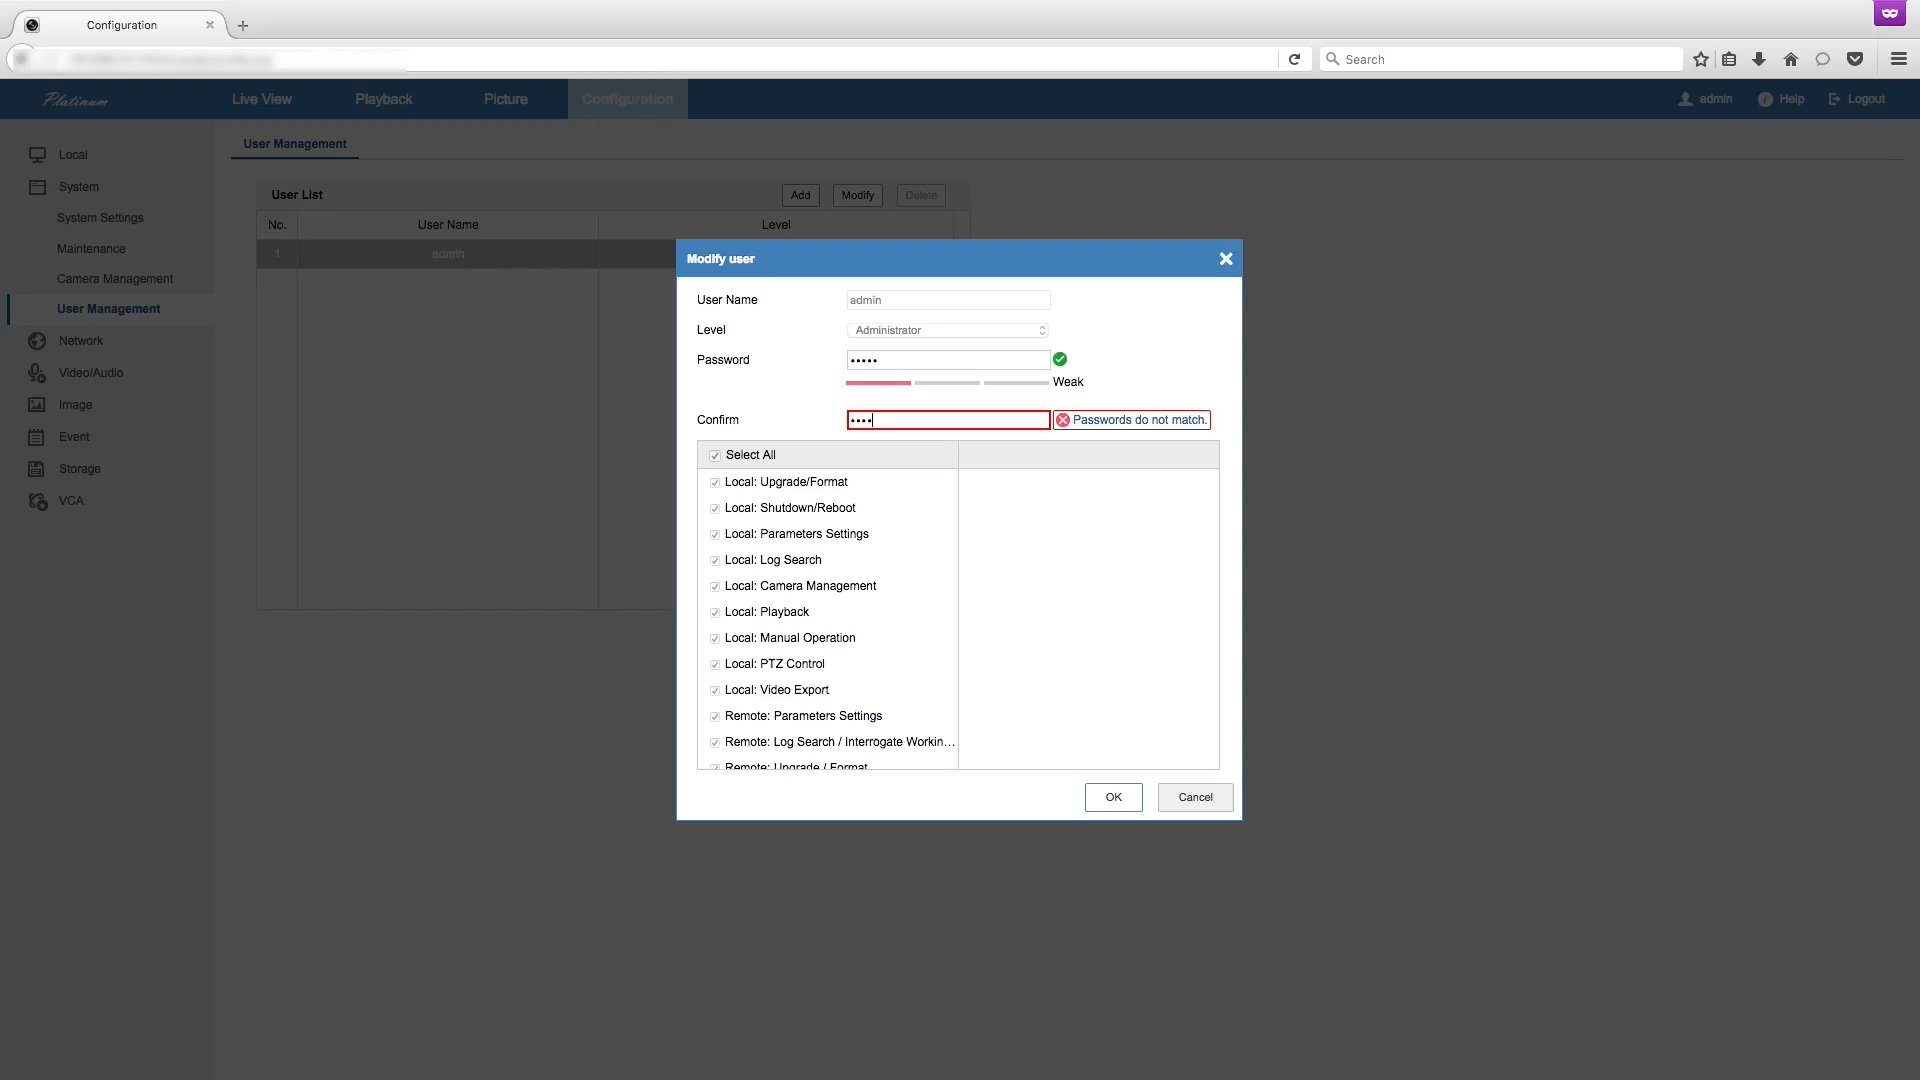 Configuration
Search
Platinum
Live View
Playback
Picture
Configuration
admin
Help
Logout
Local
System
System Settings
Maintenance
Camera Management
User Management
Network
Video/Audio
Image
Event
Storage
VCA
User Management
User List
Add
Modify
Delete
No.
User Name
Level
1
admin
Modify user
User Name
admin
Level
Administrator
Password
•••••
Weak
Confirm
••••
Passwords do not match.
Select All
Local: Upgrade/Format
Local: Shutdown/Reboot
Local: Parameters Settings
Local: Log Search
Local: Camera Management
Local: Playback
Local: Manual Operation
Local: PTZ Control
Local: Video Export
Remote: Parameters Settings
Remote: Log Search / Interrogate Workin...
Remote: Upgrade / Format
OK
Cancel